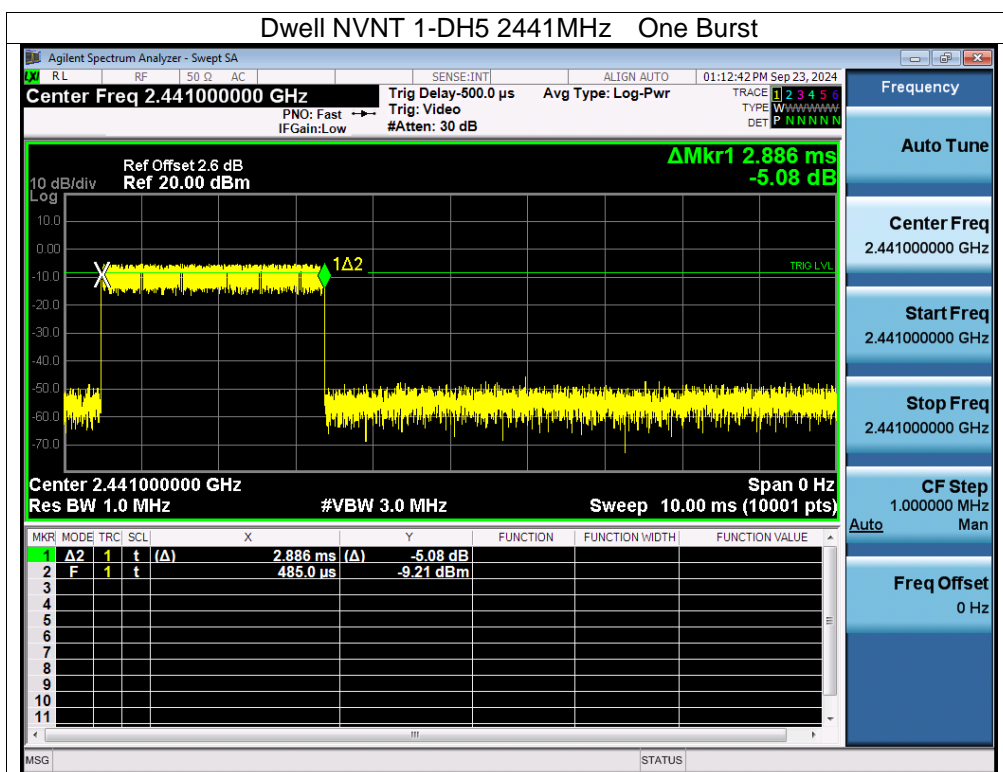 Dwell NVNT 1-DH5 2441MHz One Burst
Agilent Spectrum Analyzer - Swept SA
LXI RL RF 50 Ω AC SENSE:INT ALIGN AUTO 01:12:42 PM Sep 23, 2024
Center Freq 2.441000000 GHz Trig Delay-500.0 µs Avg Type: Log-Pwr TRACE 1 2 3 4 5 6
PNO: Fast Trig: Video TYPE WWWWWW
IFGain:Low #Atten: 30 dB DET P N N N N N
Frequency
Auto Tune
Center Freq
2.441000000 GHz
Start Freq
2.441000000 GHz
Stop Freq
2.441000000 GHz
CF Step
1.000000 MHz
Auto Man
Freq Offset
0 Hz
ΔMkr1 2.886 ms
-5.08 dB
Ref Offset 2.6 dB
10 dB/div Ref 20.00 dBm
Log
10.0
0.00
-10.0
-20.0
-30.0
-40.0
-50.0
-60.0
-70.0
1Δ2
TRIG LVL
Center 2.441000000 GHz Span 0 Hz
Res BW 1.0 MHz #VBW 3.0 MHz Sweep 10.00 ms (10001 pts)
MKR MODE TRC SCL X Y FUNCTION FUNCTION WIDTH FUNCTION VALUE
1 Δ2 1 t (Δ) 2.886 ms (Δ) -5.08 dB
2 F 1 t 485.0 µs -9.21 dBm
3
4
5
6
7
8
9
10
11
MSG STATUS